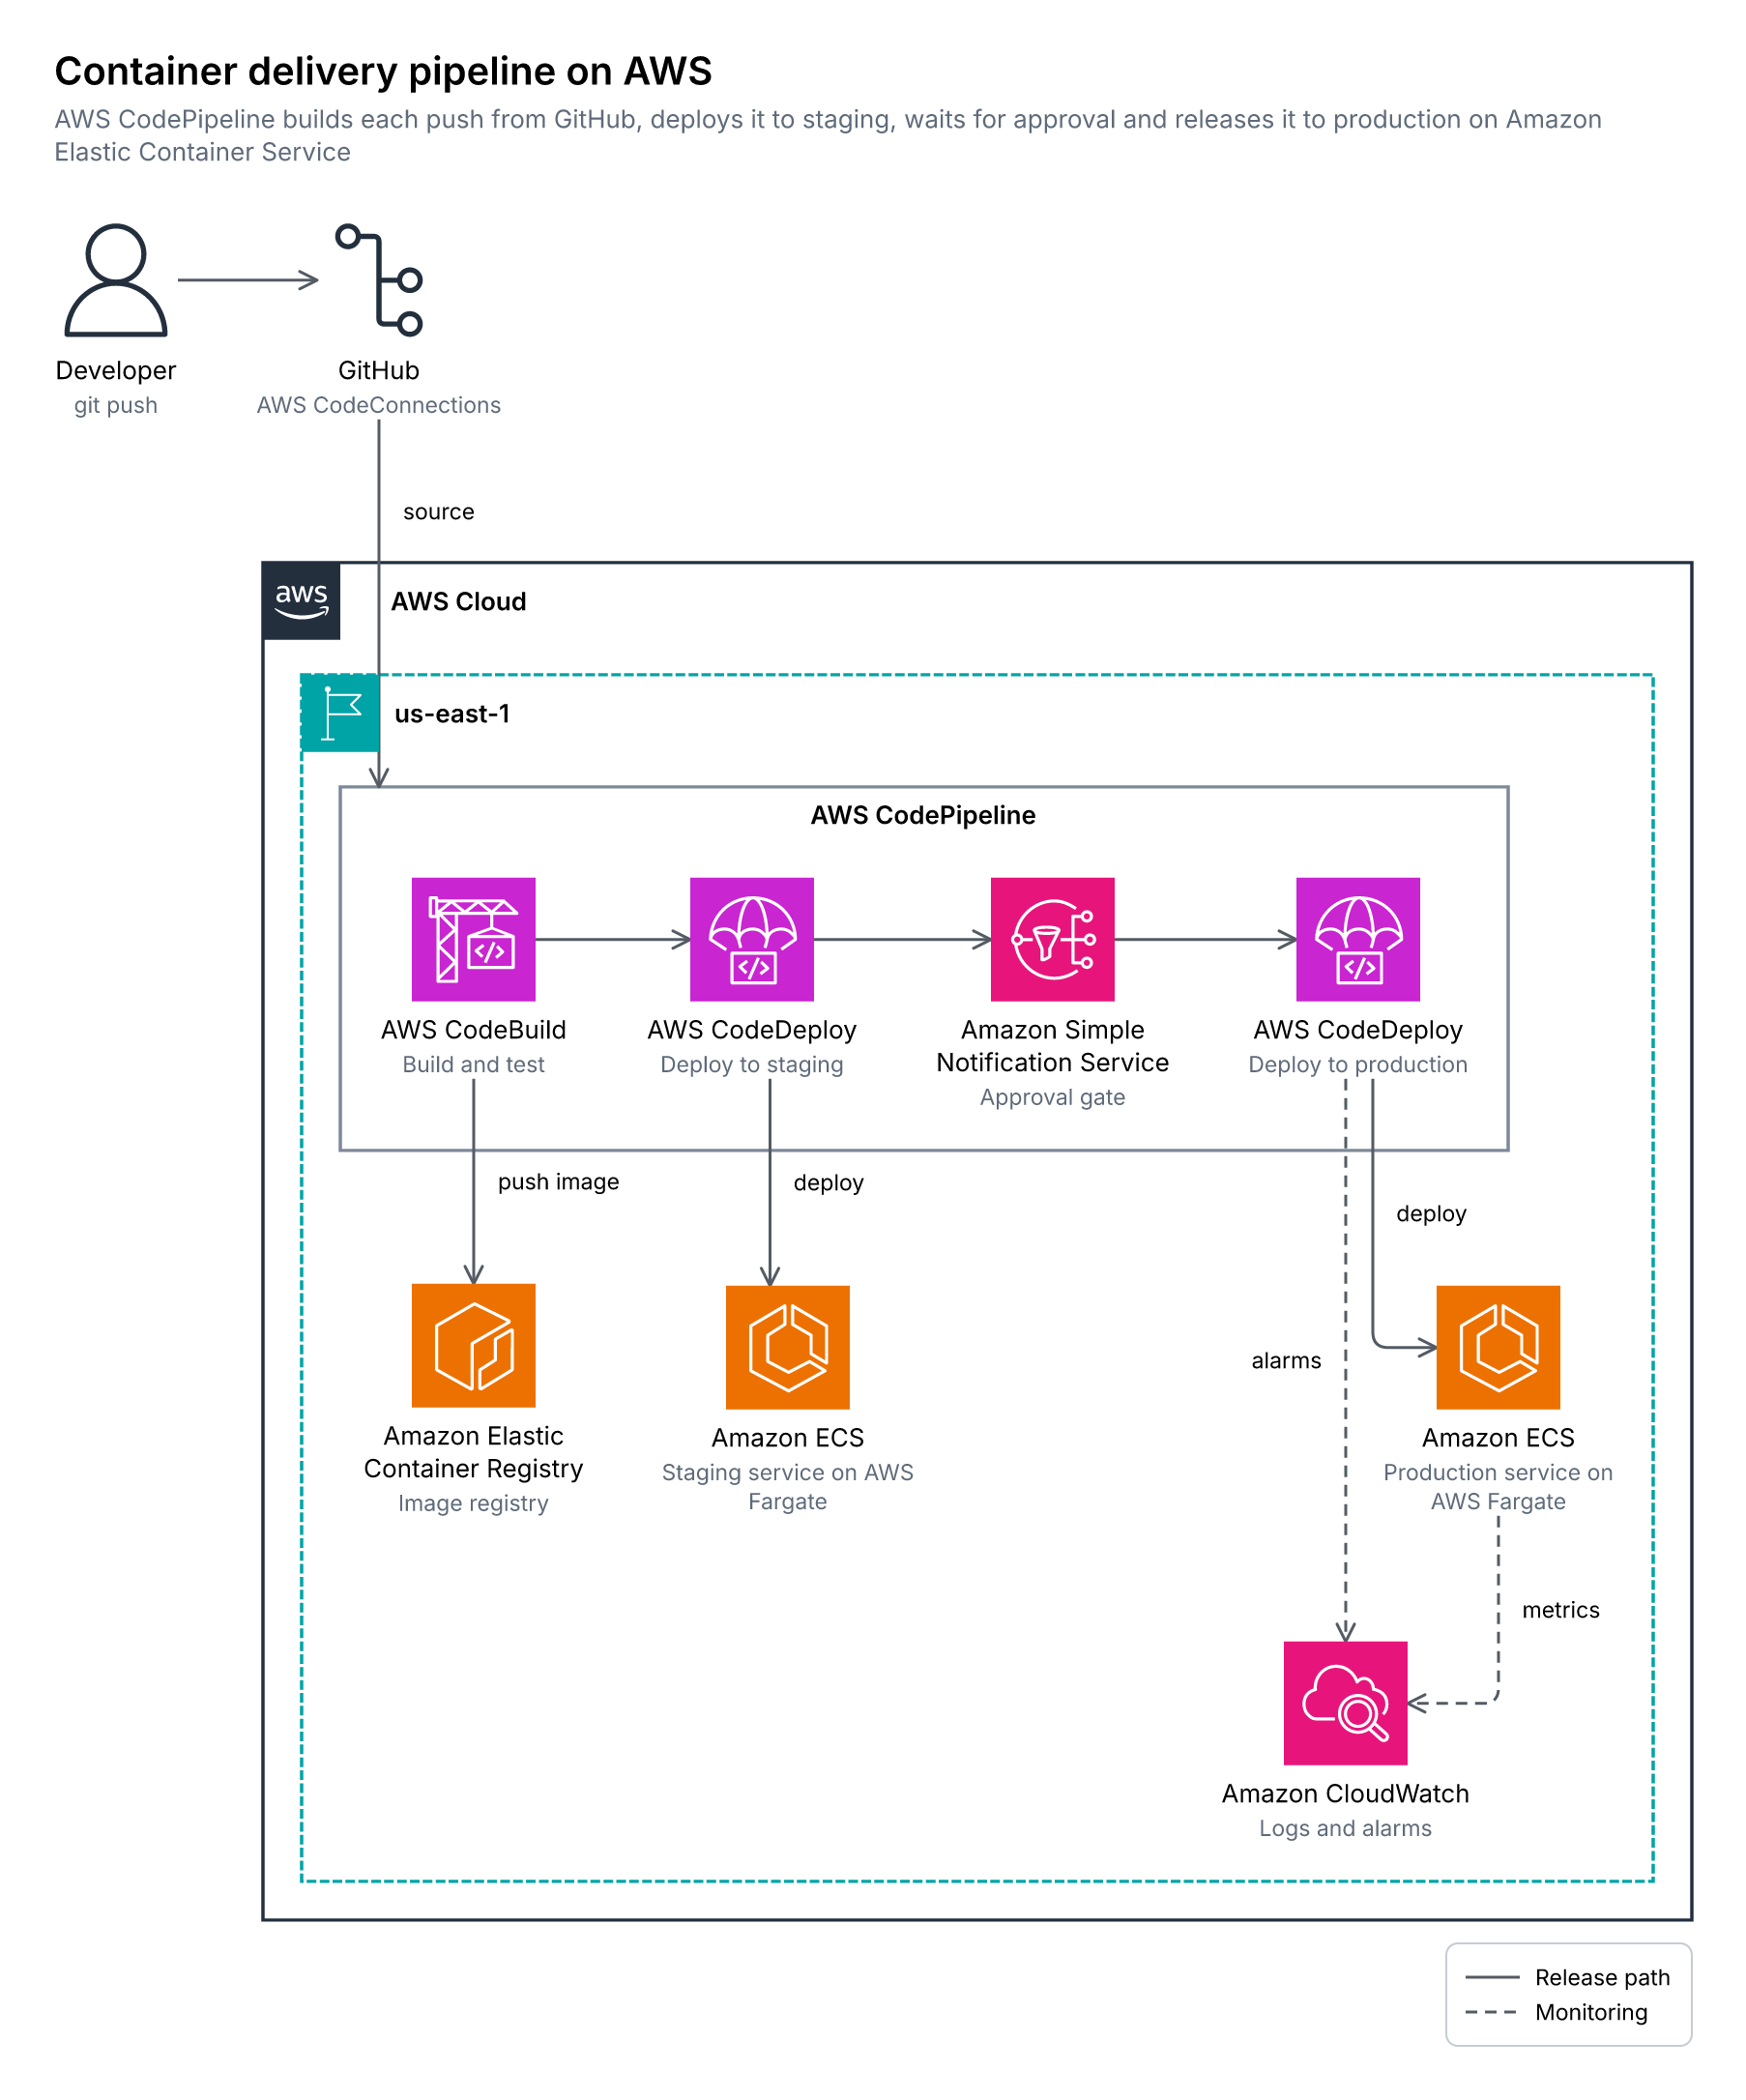 Container delivery pipeline on AWS
AWS CodePipeline builds each push from GitHub, deploys it to staging, waits for approval and releases it to production on Amazon
Elastic Container Service
Developer
git push
GitHub
AWS CodeConnections
source
aws
AWS Cloud
us-east-1
AWS CodePipeline
AWS CodeBuild
Build and test
AWS CodeDeploy
Deploy to staging
Amazon Simple
Notification Service
Approval gate
AWS CodeDeploy
Deploy to production
push image
deploy
deploy
alarms
Amazon Elastic
Container Registry
Image registry
Amazon ECS
Staging service on AWS
Fargate
Amazon ECS
Production service on
AWS Fargate
metrics
Amazon CloudWatch
Logs and alarms
Release path
Monitoring